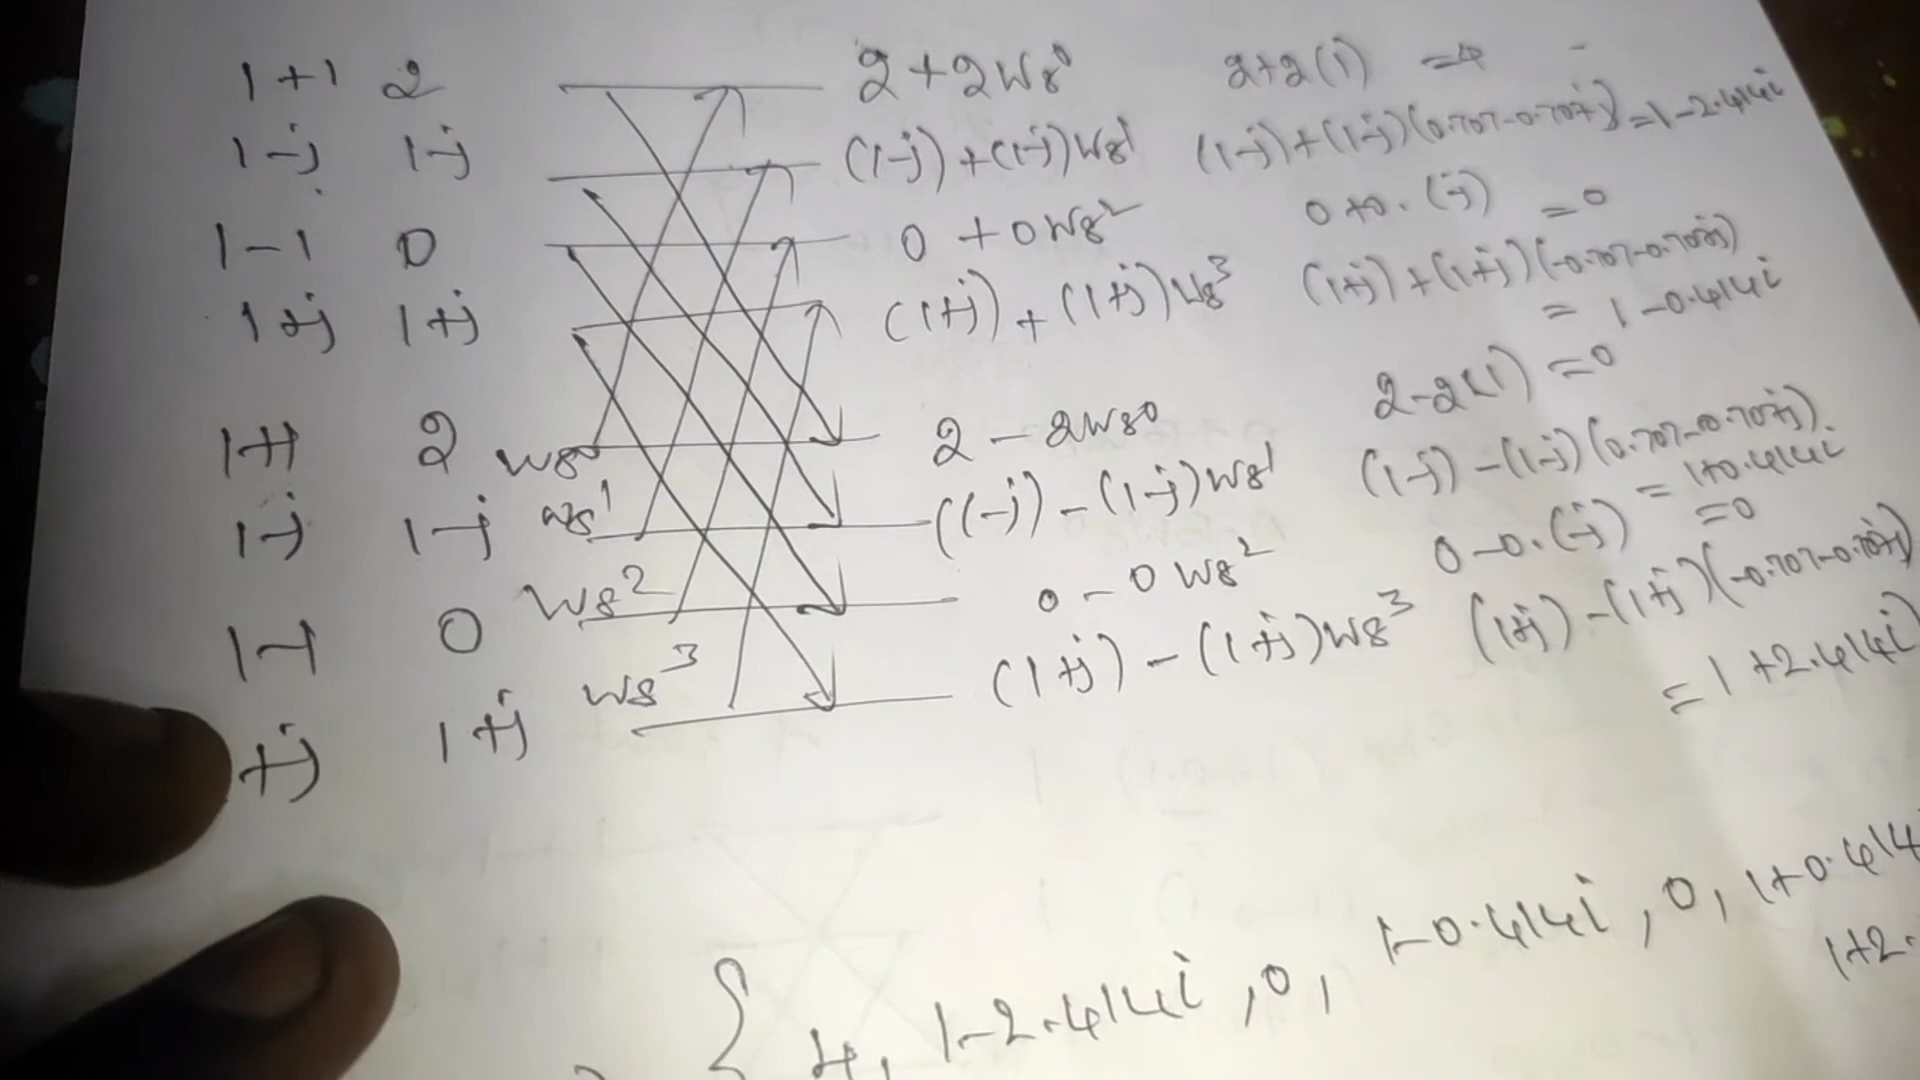 1+1 2 2+2W8⁰ 2+2(1) =4
1-j 1-j (1-j)+(1-j)W8¹ (1-j)+(1-j)(0.707-0.707j)=1-2.414i
1-1 0 0+0W8² 0+0.(-j) =0
1+j 1+j (1+j)+(1+j)W8³ (1+j)+(1+j)(-0.707-0.707j)
= 1-0.414i
1+1 2 W8⁰ 2-2W8⁰ 2-2(1)=0
1-j 1-j W8¹ (1-j)-(1-j)W8¹ (1-j)-(1-j)(0.707-0.707j)
= 1+0.414i
1-1 0 W8² 0-0W8² 0-0.(-j) =0
+j 1+j W8³ (1+j)-(1+j)W8³ (1+j)-(1+j)(-0.707-0.707j)
= 1+2.414i
{4, 1-2.414i, 0, 1-0.414i, 0, 1+0.414
1+2.